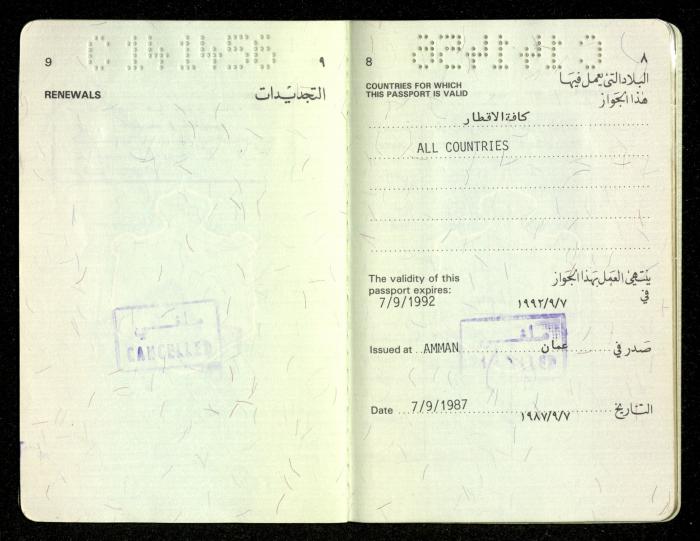 9
٩
RENEWALS
التجديدات
ملغى
CANCELLED
8
٨
COUNTRIES FOR WHICH
THIS PASSPORT IS VALID
البلاد التي يعمل فيها
هذا الجواز
كافة الاقطار
ALL COUNTRIES
The validity of this
passport expires:
7/9/1992
ينتهي العمل بهذا الجواز
في
١٩٩٢/٩/٧
Issued at AMMAN
صدر في عمان
Date 7/9/1987
التاريخ ١٩٨٧/٩/٧